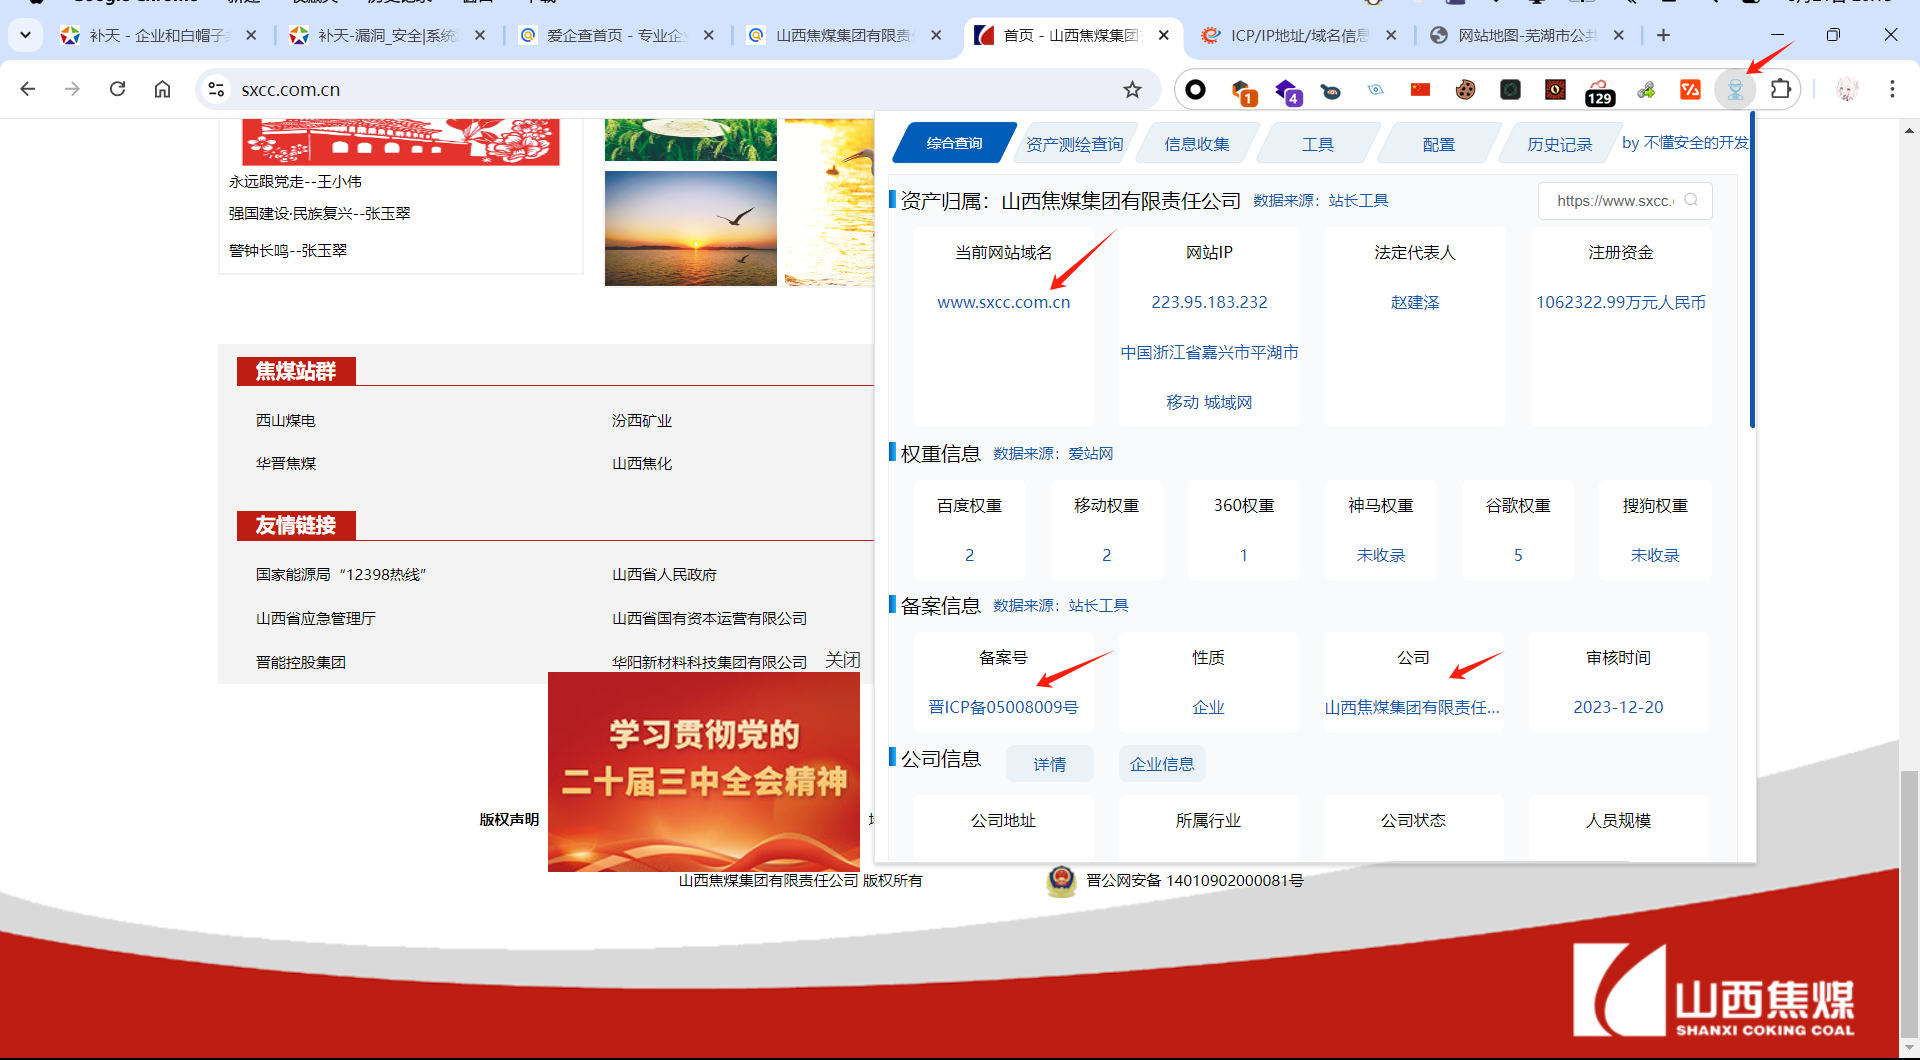 补天 - 企业和白帽子
补天-漏洞_安全|系统
爱企查首页 - 专业企
山西焦煤集团有限责
首页 - 山西焦煤集团
ICP/IP地址/域名信息
网站地图-芜湖市公共
sxcc.com.cn
1
4
129
永远跟党走--王小伟
强国建设·民族复兴--张玉翠
警钟长鸣--张玉翠
焦煤站群
西山煤电
汾西矿业
华晋焦煤
山西焦化
友情链接
国家能源局“12398热线”
山西省人民政府
山西省应急管理厅
山西省国有资本运营有限公司
晋能控股集团
华阳新材料科技集团有限公司
关闭
学习贯彻党的
二十届三中全会精神
版权声明
山西焦煤集团有限责任公司 版权所有
晋公网安备 14010902000081号
山西焦煤
SHANXI COKING COAL
综合查询
资产测绘查询
信息收集
工具
配置
历史记录
by 不懂安全的开发
资产归属：山西焦煤集团有限责任公司
数据来源：站长工具
https://www.sxcc.
当前网站域名
网站IP
法定代表人
注册资金
www.sxcc.com.cn
223.95.183.232
赵建泽
1062322.99万元人民币
中国浙江省嘉兴市平湖市
移动 城域网
权重信息
数据来源：爱站网
百度权重
移动权重
360权重
神马权重
谷歌权重
搜狗权重
2
2
1
未收录
5
未收录
备案信息
数据来源：站长工具
备案号
性质
公司
审核时间
晋ICP备05008009号
企业
山西焦煤集团有限责任...
2023-12-20
公司信息
详情
企业信息
公司地址
所属行业
公司状态
人员规模